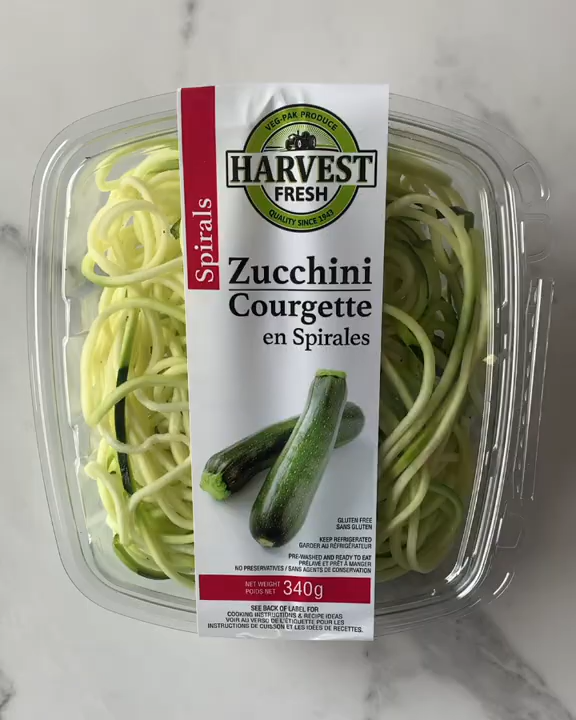 VEG-PAK PRODUCE
HARVEST
FRESH
QUALITY SINCE 1943
Spirals
Zucchini
Courgette
en Spirales
GLUTEN FREE
SANS GLUTEN
KEEP REFRIGERATED
GARDER AU RÉFRIGÉRATEUR
PRE-WASHED AND READY TO EAT
PRÉLAVÉ ET PRÊT À MANGER
NO PRESERVATIVES / SANS AGENTS DE CONSERVATION
NET WEIGHT
POIDS NET
340g
SEE BACK OF LABEL FOR
COOKING INSTRUCTIONS & RECIPE IDEAS
VOIR AU VERSO DE L'ÉTIQUETTE POUR LES
INSTRUCTIONS DE CUISSON ET LES IDÉES DE RECETTES.